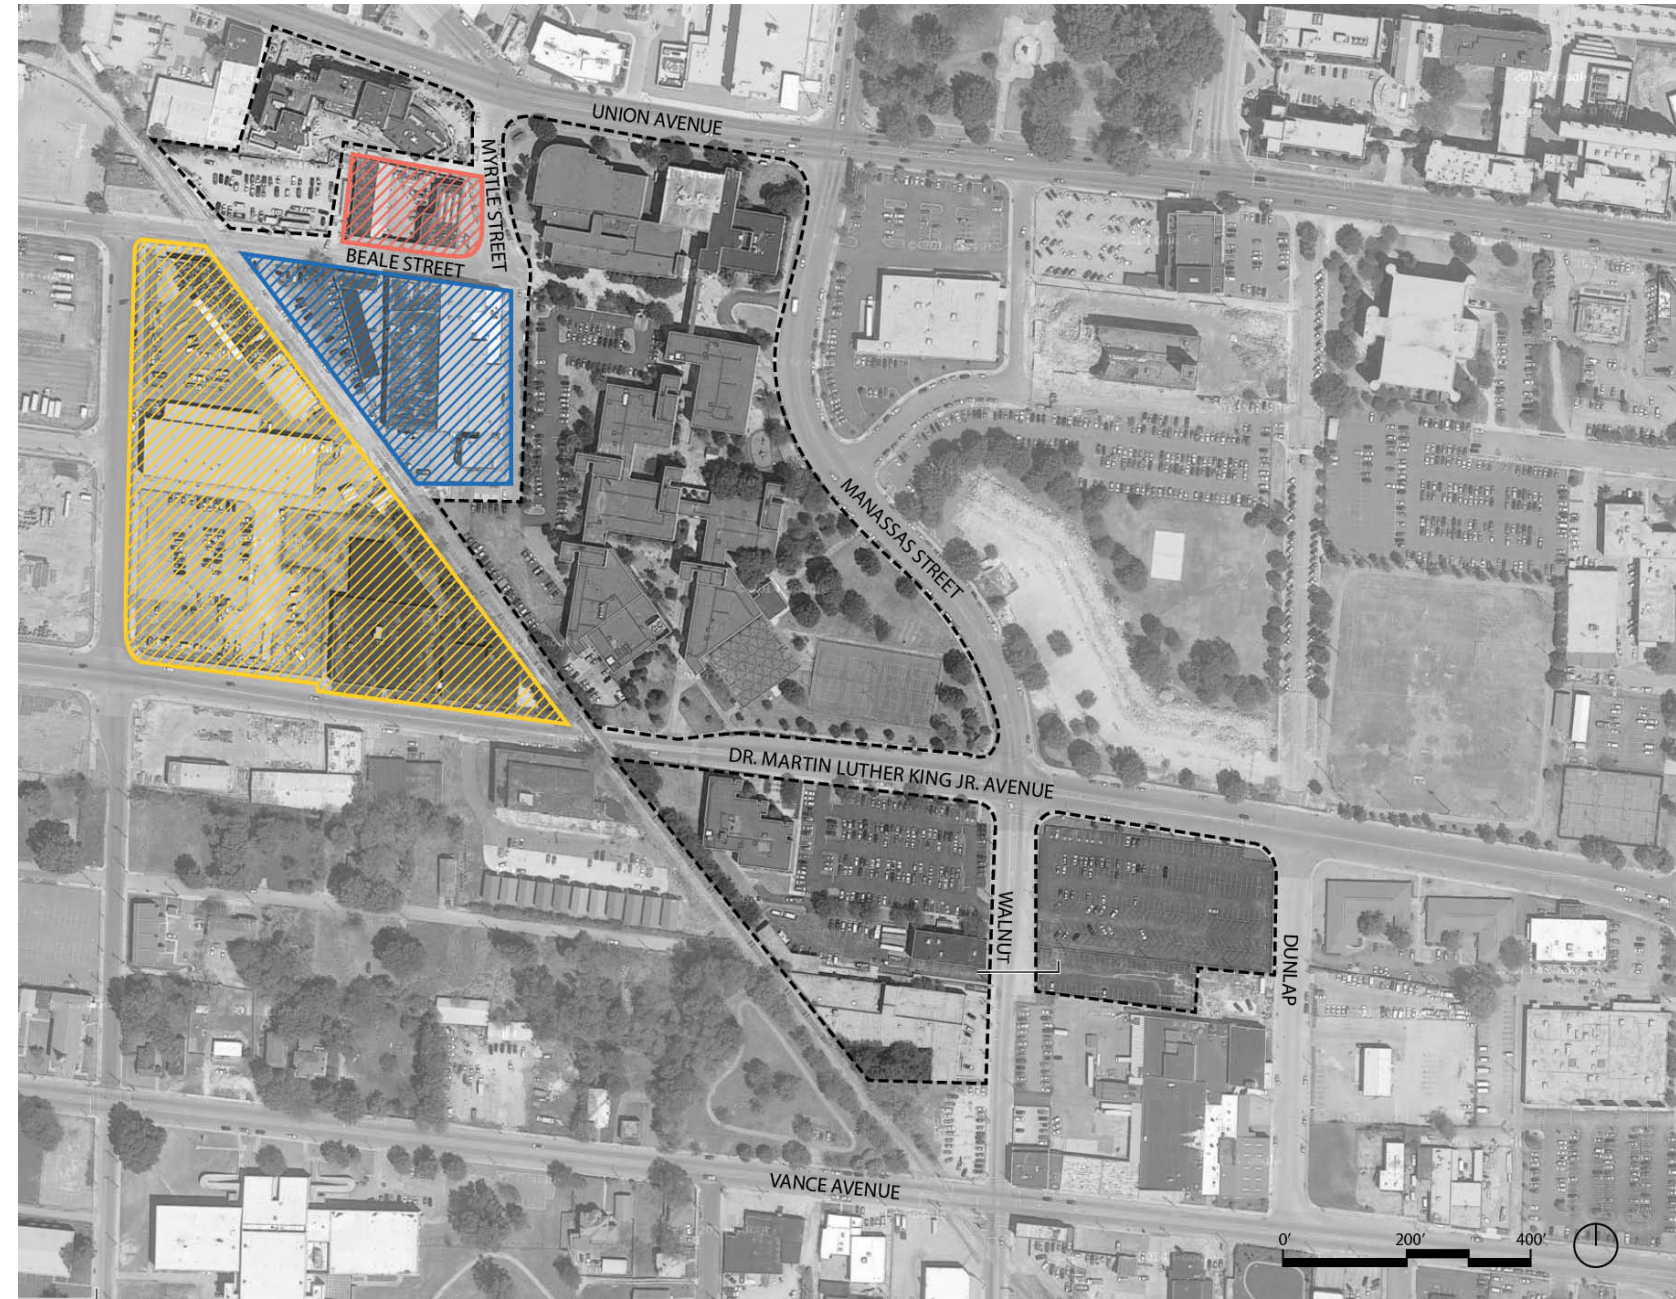 UNION AVENUE
MYRTLE STREET
BEALE STREET
MANASSAS STREET
DR. MARTIN LUTHER KING JR. AVENUE
WALNUT
DUNLAP
VANCE AVENUE
0' 200' 400'